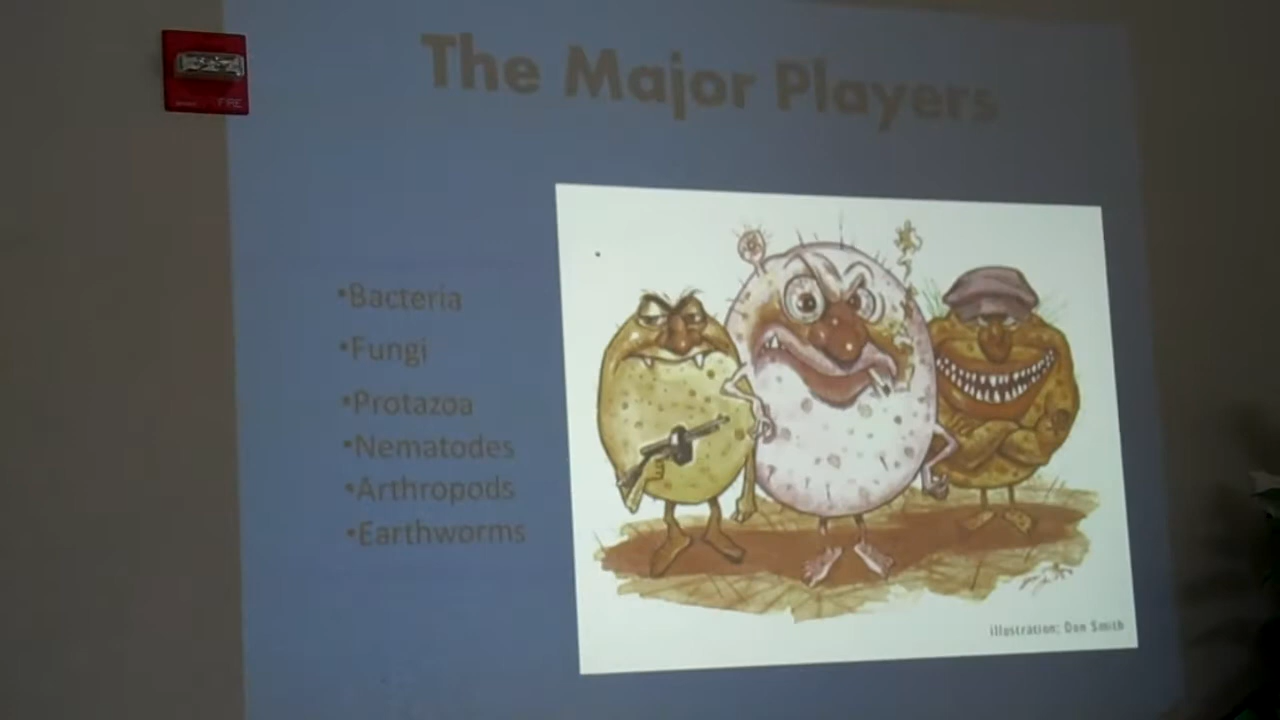 FIRE
The Major Players
•Bacteria
•Fungi
•Protazoa
•Nematodes
•Arthropods
•Earthworms
illustration: Don Smith